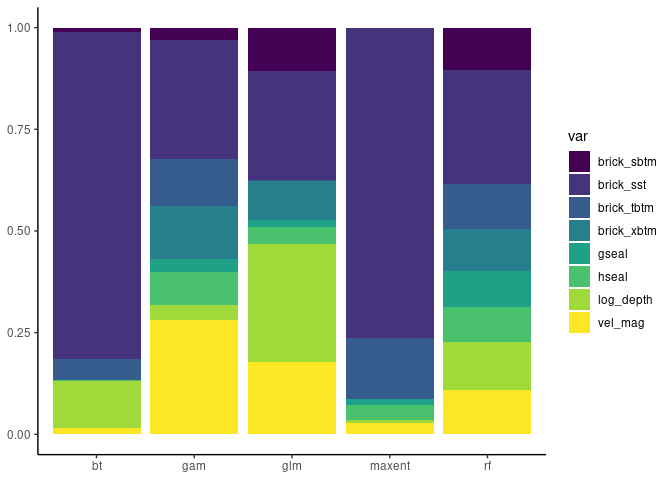 1.00
0.75
0.50
0.25
0.00
bt gam glm maxent rf
var
brick_sbtm
brick_sst
brick_tbtm
brick_xbtm
gseal
hseal
log_depth
vel_mag